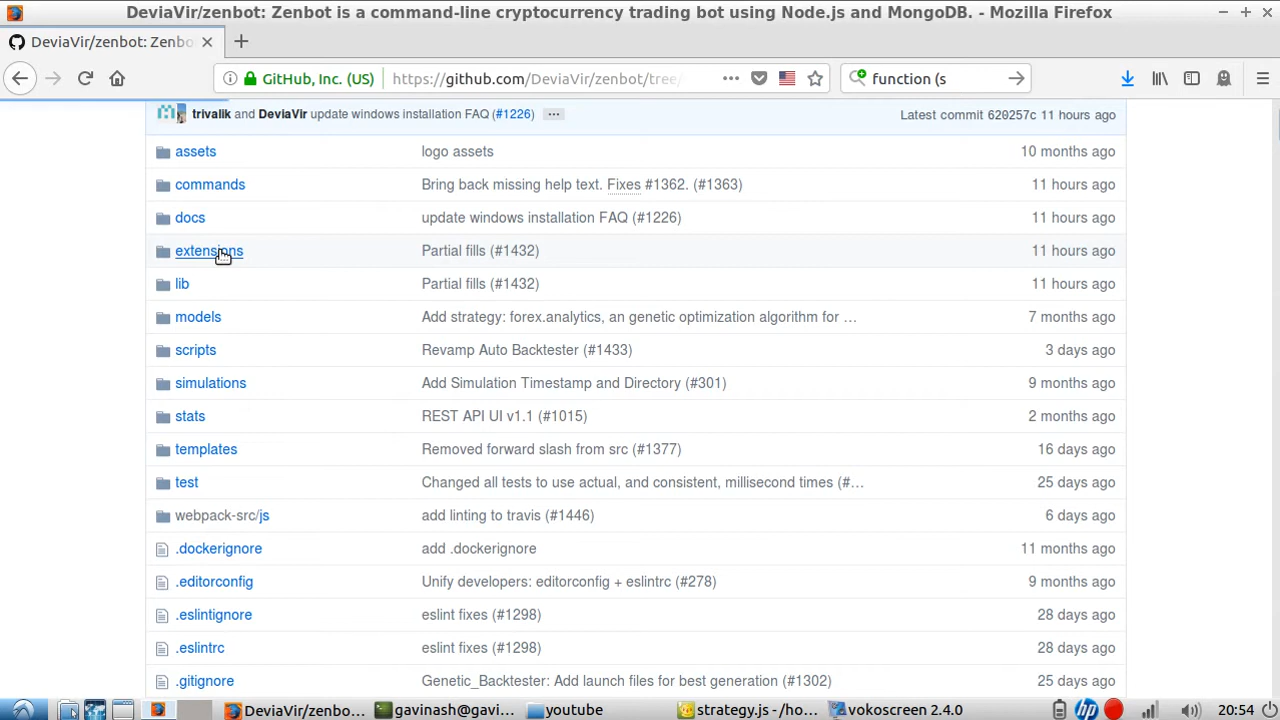 DeviaVir/zenbot: Zenbot is a command-line cryptocurrency trading bot using Node.js and MongoDB. - Mozilla Firefox
DeviaVir/zenbot: Zenbo
GitHub, Inc. (US) https://github.com/DeviaVir/zenbot/tree/ function (s
trivalik and DeviaVir update windows installation FAQ (#1226) Latest commit 620257c 11 hours ago
assets logo assets 10 months ago
commands Bring back missing help text. Fixes #1362. (#1363) 11 hours ago
docs update windows installation FAQ (#1226) 11 hours ago
extensions Partial fills (#1432) 11 hours ago
lib Partial fills (#1432) 11 hours ago
models Add strategy: forex.analytics, an genetic optimization algorithm for … 7 months ago
scripts Revamp Auto Backtester (#1433) 3 days ago
simulations Add Simulation Timestamp and Directory (#301) 9 months ago
stats REST API UI v1.1 (#1015) 2 months ago
templates Removed forward slash from src (#1377) 16 days ago
test Changed all tests to use actual, and consistent, millisecond times (#… 25 days ago
webpack-src/js add linting to travis (#1446) 6 days ago
.dockerignore add .dockerignore 11 months ago
.editorconfig Unify developers: editorconfig + eslintrc (#278) 9 months ago
.eslintignore eslint fixes (#1298) 28 days ago
.eslintrc eslint fixes (#1298) 28 days ago
.gitignore Genetic_Backtester: Add launch files for best generation (#1302) 25 days ago
DeviaVir/zenbo... gavinash@gavi... youtube strategy.js - /ho... vokoscreen 2.4.0 hp 20:54